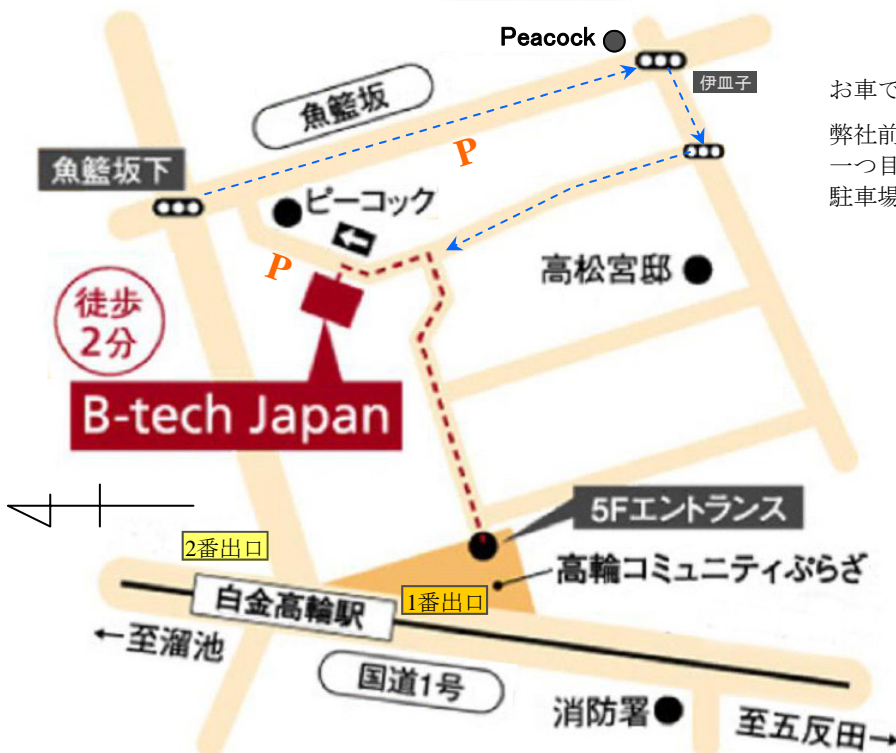 Peacock
伊皿子
お車で
弊社前
一つ目
駐車場
魚籃坂
P
魚籃坂下
ピーコック
P
高松宮邸
徒歩
2分
B-tech Japan
5Fエントランス
2番出口
高輪コミュニティぷらざ
1番出口
白金高輪駅
←至溜池
国道1号
消防署
至五反田→